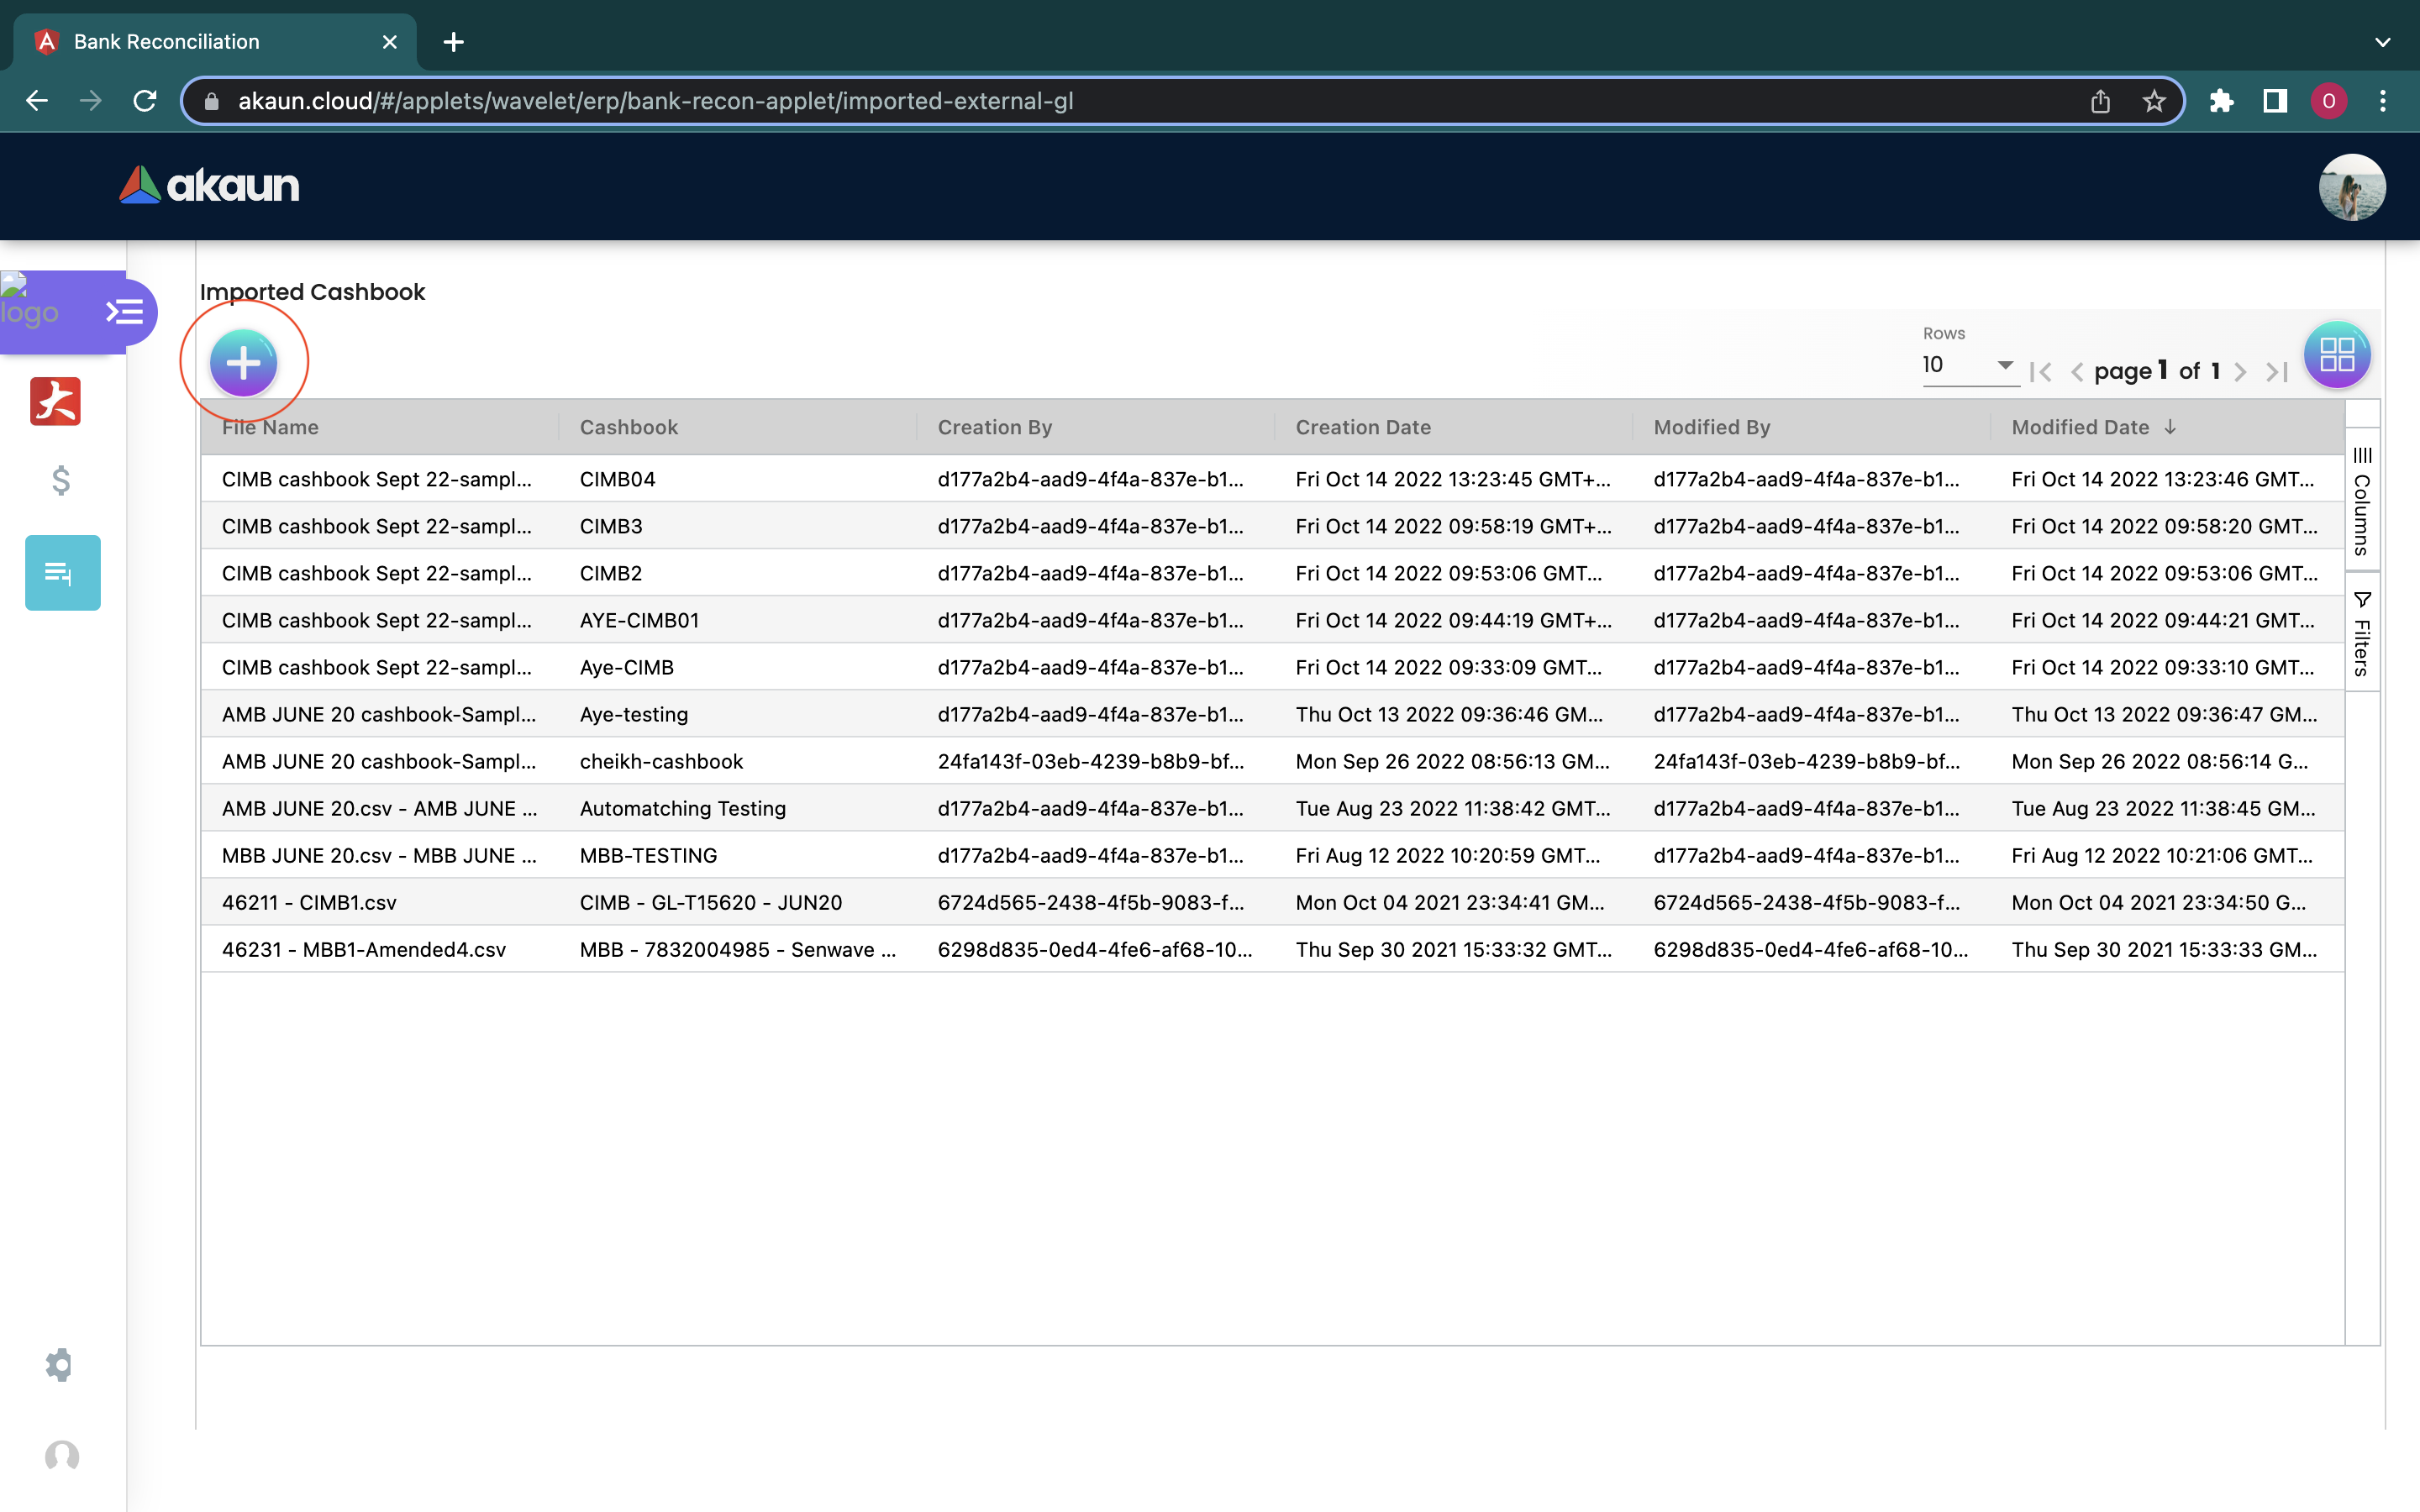 Bank Reconciliation
akaun.cloud/#/applets/wavelet/erp/bank-recon-applet/imported-external-gl
O
akaun
logo
Imported Cashbook
Rows
10
page 1 of 1
File Name Cashbook Creation By Creation Date Modified By Modified Date
CIMB cashbook Sept 22-sampl... CIMB04 d177a2b4-aad9-4f4a-837e-b1... Fri Oct 14 2022 13:23:45 GMT+... d177a2b4-aad9-4f4a-837e-b1... Fri Oct 14 2022 13:23:46 GMT...
CIMB cashbook Sept 22-sampl... CIMB3 d177a2b4-aad9-4f4a-837e-b1... Fri Oct 14 2022 09:58:19 GMT+... d177a2b4-aad9-4f4a-837e-b1... Fri Oct 14 2022 09:58:20 GMT...
CIMB cashbook Sept 22-sampl... CIMB2 d177a2b4-aad9-4f4a-837e-b1... Fri Oct 14 2022 09:53:06 GMT... d177a2b4-aad9-4f4a-837e-b1... Fri Oct 14 2022 09:53:06 GMT...
CIMB cashbook Sept 22-sampl... AYE-CIMB01 d177a2b4-aad9-4f4a-837e-b1... Fri Oct 14 2022 09:44:19 GMT+... d177a2b4-aad9-4f4a-837e-b1... Fri Oct 14 2022 09:44:21 GMT...
CIMB cashbook Sept 22-sampl... Aye-CIMB d177a2b4-aad9-4f4a-837e-b1... Fri Oct 14 2022 09:33:09 GMT... d177a2b4-aad9-4f4a-837e-b1... Fri Oct 14 2022 09:33:10 GMT...
AMB JUNE 20 cashbook-Sampl... Aye-testing d177a2b4-aad9-4f4a-837e-b1... Thu Oct 13 2022 09:36:46 GM... d177a2b4-aad9-4f4a-837e-b1... Thu Oct 13 2022 09:36:47 GM...
AMB JUNE 20 cashbook-Sampl... cheikh-cashbook 24fa143f-03eb-4239-b8b9-bf... Mon Sep 26 2022 08:56:13 GM... 24fa143f-03eb-4239-b8b9-bf... Mon Sep 26 2022 08:56:14 G...
AMB JUNE 20.csv - AMB JUNE ... Automatching Testing d177a2b4-aad9-4f4a-837e-b1... Tue Aug 23 2022 11:38:42 GMT... d177a2b4-aad9-4f4a-837e-b1... Tue Aug 23 2022 11:38:45 GM...
MBB JUNE 20.csv - MBB JUNE ... MBB-TESTING d177a2b4-aad9-4f4a-837e-b1... Fri Aug 12 2022 10:20:59 GMT... d177a2b4-aad9-4f4a-837e-b1... Fri Aug 12 2022 10:21:06 GMT...
46211 - CIMB1.csv CIMB - GL-T15620 - JUN20 6724d565-2438-4f5b-9083-f... Mon Oct 04 2021 23:34:41 GM... 6724d565-2438-4f5b-9083-f... Mon Oct 04 2021 23:34:50 G...
46231 - MBB1-Amended4.csv MBB - 7832004985 - Senwave ... 6298d835-0ed4-4fe6-af68-10... Thu Sep 30 2021 15:33:32 GMT... 6298d835-0ed4-4fe6-af68-10... Thu Sep 30 2021 15:33:33 GM...
Columns
Filters